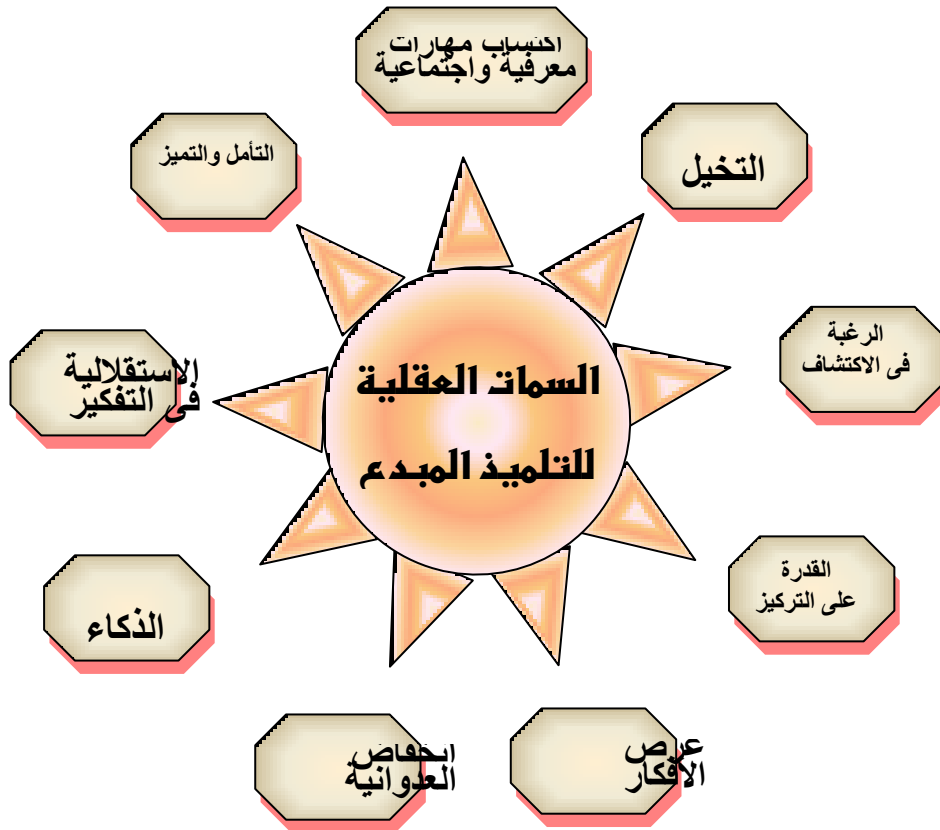 السمات العقلية
للتلميذ المبدع
اكتساب مهارات
معرفية واجتماعية
التخيل
الرغبة
فى الاكتشاف
القدرة
على التركيز
عرض
الأفكار
انخفاض
العدوانية
الذكاء
الاستقلالية
فى التفكير
التأمل والتميز